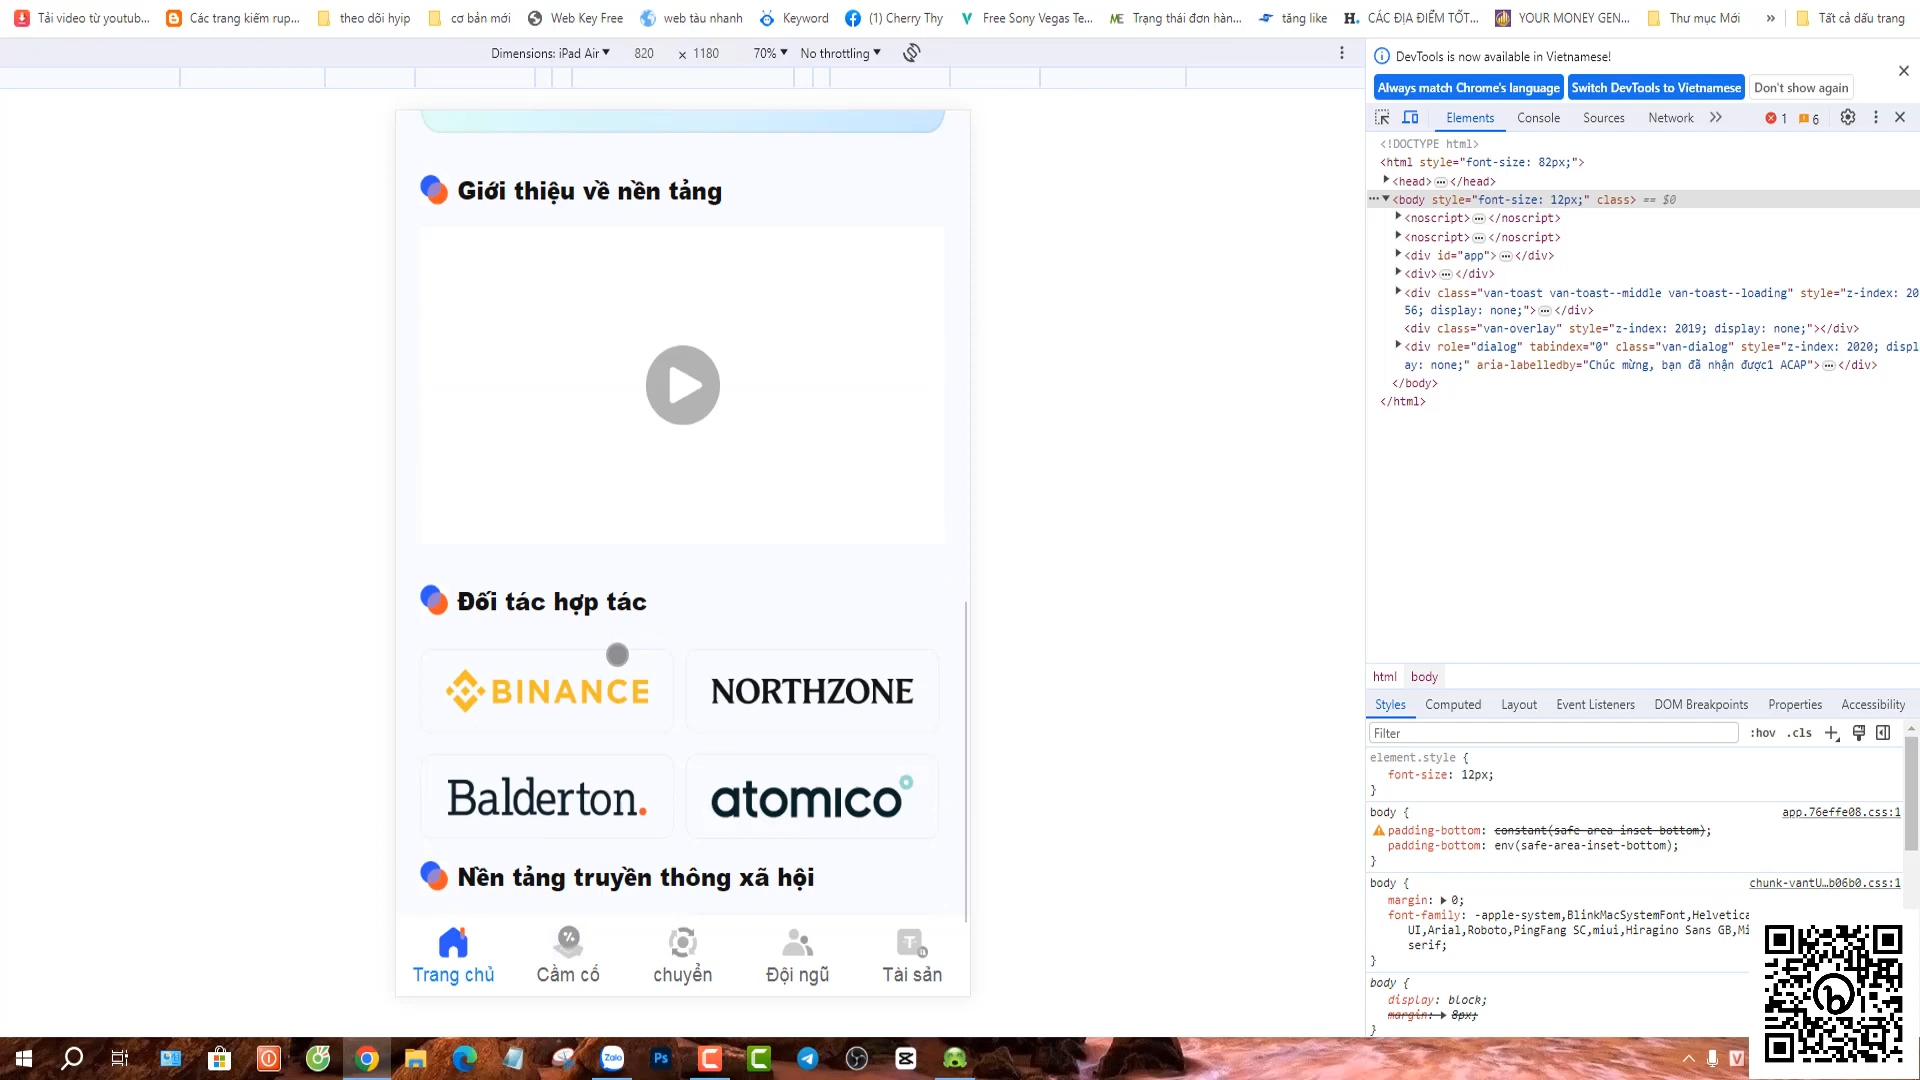 Tải video từ youtub...
Các trang kiếm rup...
theo dõi hyip
cơ bản mới
Web Key Free
web tàu nhanh
Keyword
(1) Cherry Thy
Free Sony Vegas Te...
Trạng thái đơn hàn...
tăng like
CÁC ĐỊA ĐIỂM TỐT...
YOUR MONEY GEN...
Thư mục Mới
»
Tất cả dấu trang
Dimensions: iPad Air 820 × 1180 70% No throttling
DevTools is now available in Vietnamese!
Always match Chrome's language
Switch DevTools to Vietnamese
Don't show again
Elements Console Sources Network » 1 6
<!DOCTYPE html>
<html style="font-size: 82px;">
<head> </head>
<body style="font-size: 12px;" class> == $0
<noscript> </noscript>
<noscript> </noscript>
<div id="app"> </div>
<div> </div>
<div class="van-toast van-toast--middle van-toast--loading" style="z-index: 20
56; display: none;"> </div>
<div class="van-overlay" style="z-index: 2019; display: none;"></div>
<div role="dialog" tabindex="0" class="van-dialog" style="z-index: 2020; displ
ay: none;" aria-labelledby="Chúc mừng, bạn đã nhận được1 ACAP"> </div>
</body>
</html>
Giới thiệu về nền tảng
Đối tác hợp tác
BINANCE
NORTHZONE
Balderton.
atomico
Nền tảng truyền thông xã hội
Trang chủ
Cầm cố
chuyển
Đội ngũ
Tài sản
html body
Styles Computed Layout Event Listeners DOM Breakpoints Properties Accessibility
Filter :hov .cls
element.style {
font-size: 12px;
}
body { app.76effe08.css:1
padding-bottom: constant(safe-area-inset-bottom);
padding-bottom: env(safe-area-inset-bottom);
}
body { chunk-vantU…b06b0.css:1
margin: 0;
font-family: -apple-system,BlinkMacSystemFont,Helvetica
UI,Arial,Roboto,PingFang SC,miui,Hiragino Sans GB,Mi
serif;
}
body {
display: block;
margin: 8px;
}
Zalo
Ps
V